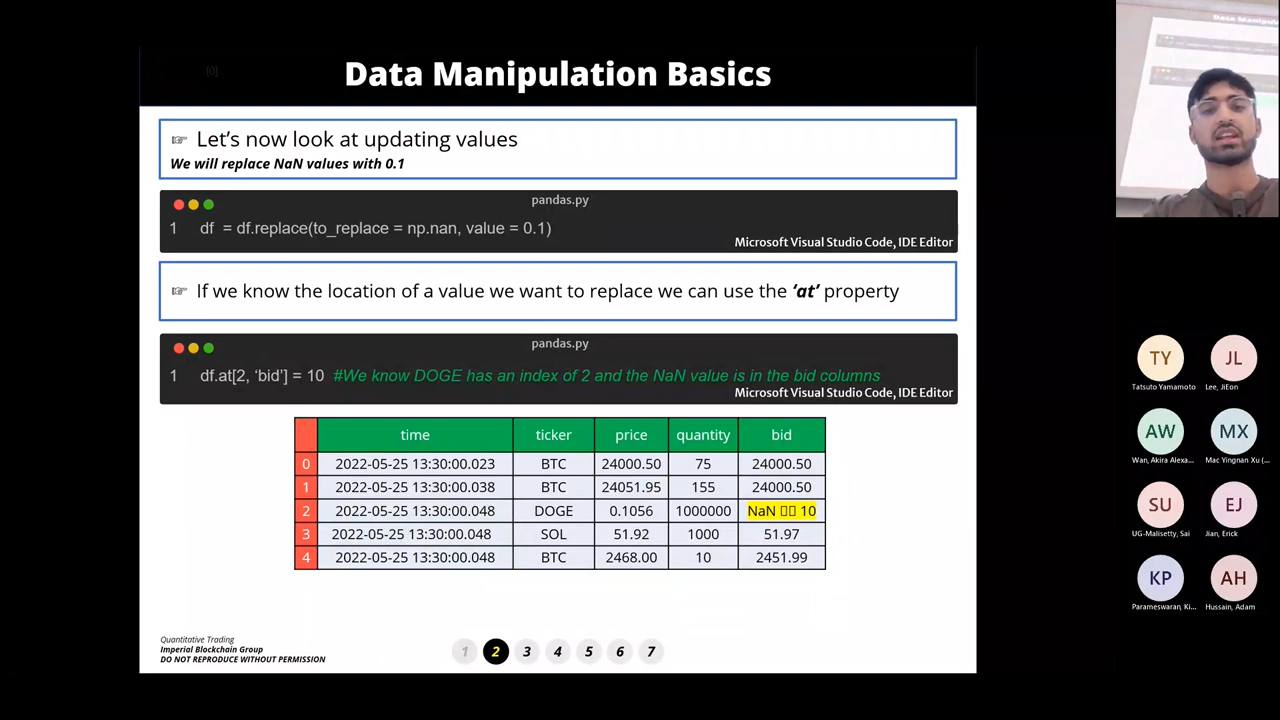 Data Manipulation Basics
☞ Let's now look at updating values
We will replace NaN values with 0.1
pandas.py
1 df = df.replace(to_replace = np.nan, value = 0.1)
Microsoft Visual Studio Code, IDE Editor
☞ If we know the location of a value we want to replace we can use the ‘at’ property
pandas.py
1 df.at[2, ‘bid’] = 10 #We know DOGE has an index of 2 and the NaN value is in the bid columns
Microsoft Visual Studio Code, IDE Editor
time ticker price quantity bid
0 2022-05-25 13:30:00.023 BTC 24000.50 75 24000.50
1 2022-05-25 13:30:00.038 BTC 24051.95 155 24000.50
2 2022-05-25 13:30:00.048 DOGE 0.1056 1000000 NaN 10
3 2022-05-25 13:30:00.048 SOL 51.92 1000 51.97
4 2022-05-25 13:30:00.048 BTC 2468.00 10 2451.99
Quantitative Trading
Imperial Blockchain Group
DO NOT REPRODUCE WITHOUT PERMISSION
1 2 3 4 5 6 7
Data Manipul
TY JL
Tatsuto Yamamoto Lee, JiEon
AW MX
Wan, Akira Alexa... Mac Yingnan Xu (...
SU EJ
UG-Malisetty, Sai Jian, Erick
KP AH
Parameswaran, Ki... Hussain, Adam